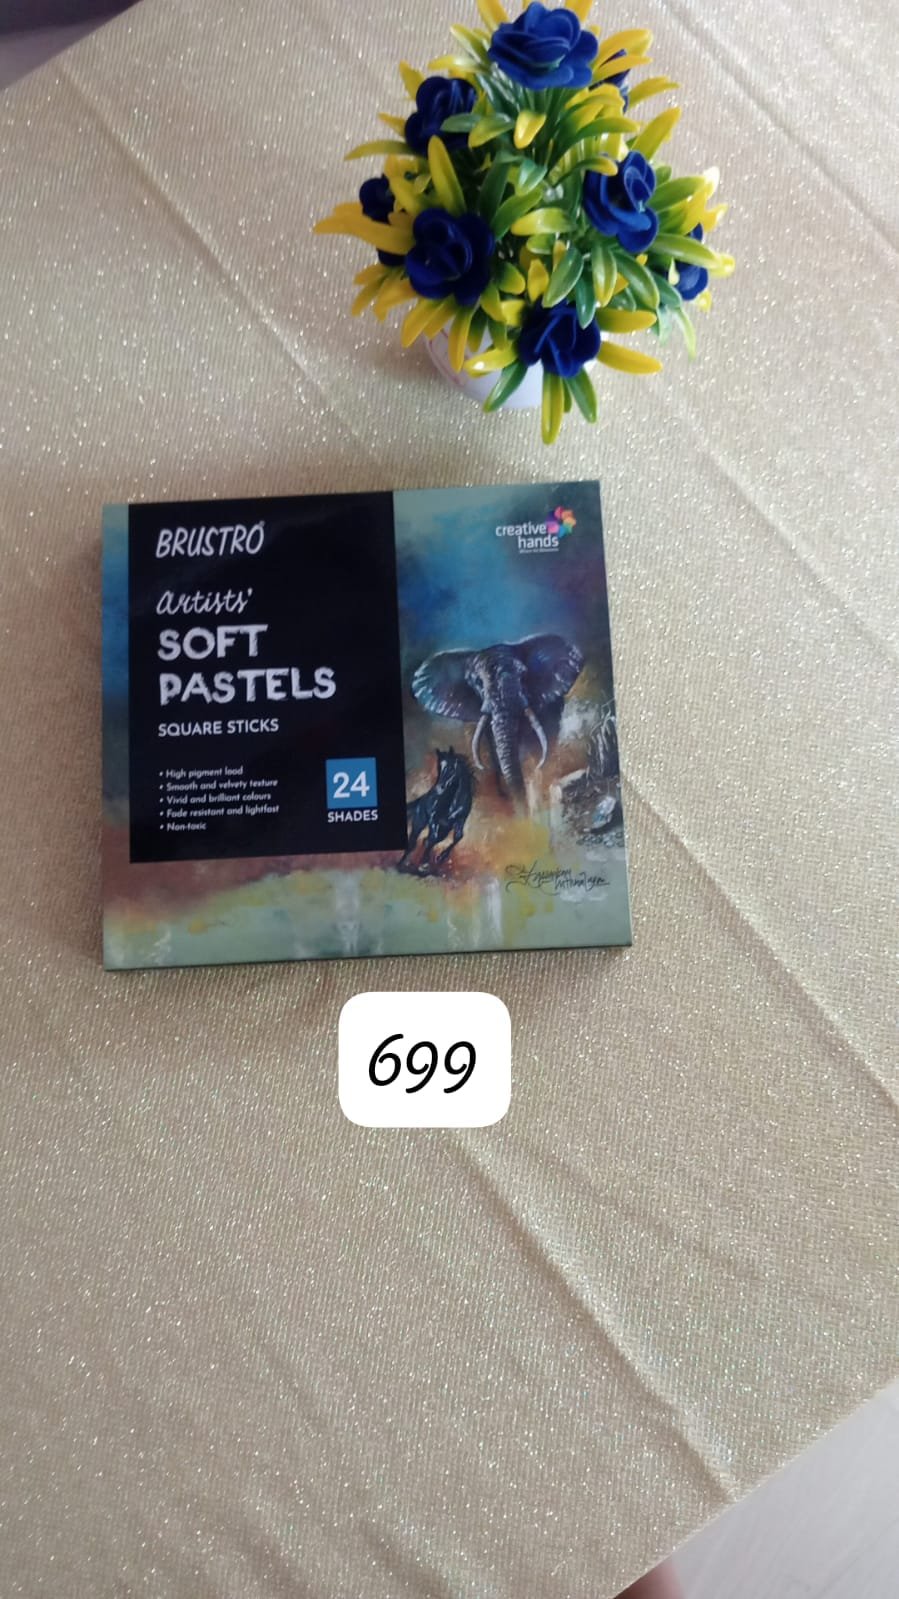 BRUSTRO
creative
hands
Artists'
SOFT
PASTELS
SQUARE STICKS
• High pigment load
• Smooth and velvety texture
• Vivid and brilliant colours
• Fade resistant and lightfast
• Non-toxic
24
SHADES
699